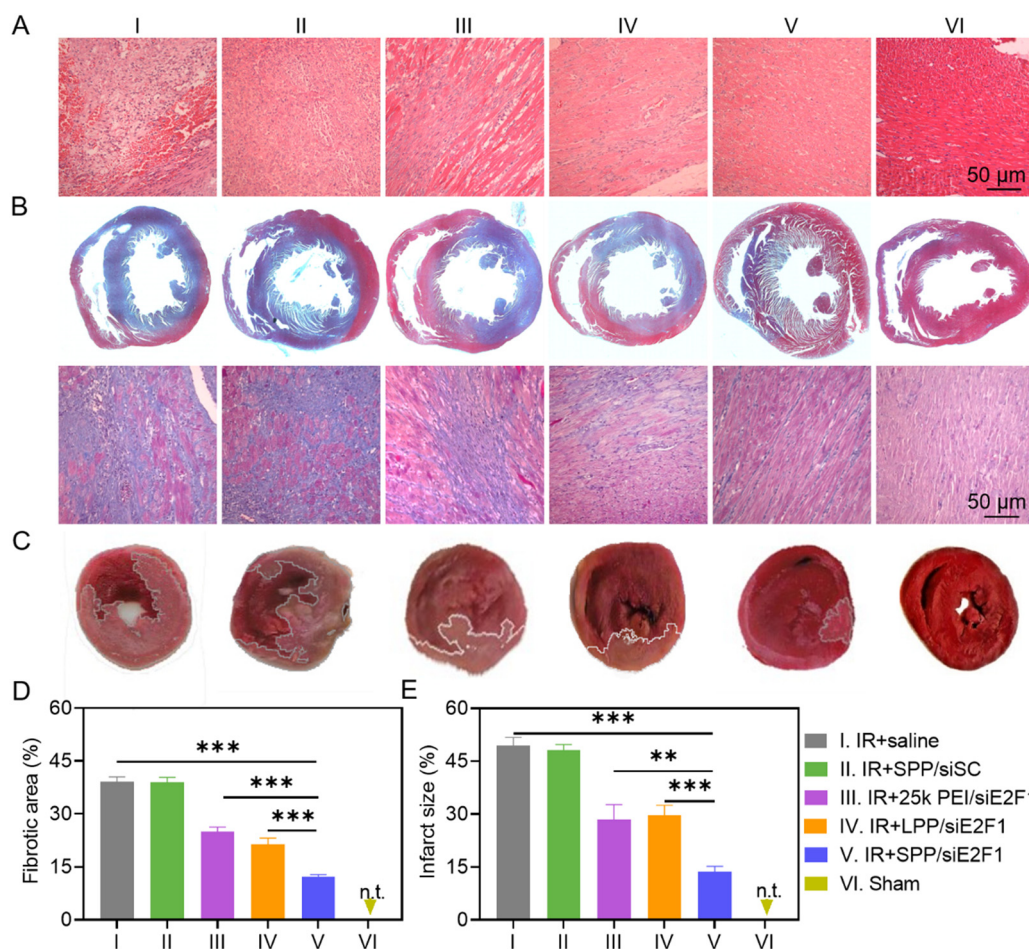 A
I II III IV V VI
50 μm
B
50 μm
C
D
60
45
30
15
0
Fibrotic area (%)
***
***
***
n.t.
I II III IV V VI
E
60
45
30
15
0
Infarct size (%)
***
**
***
n.t.
I II III IV V VI
I. IR+saline
II. IR+SPP/siSC
III. IR+25k PEI/siE2F1
IV. IR+LPP/siE2F1
V. IR+SPP/siE2F1
VI. Sham